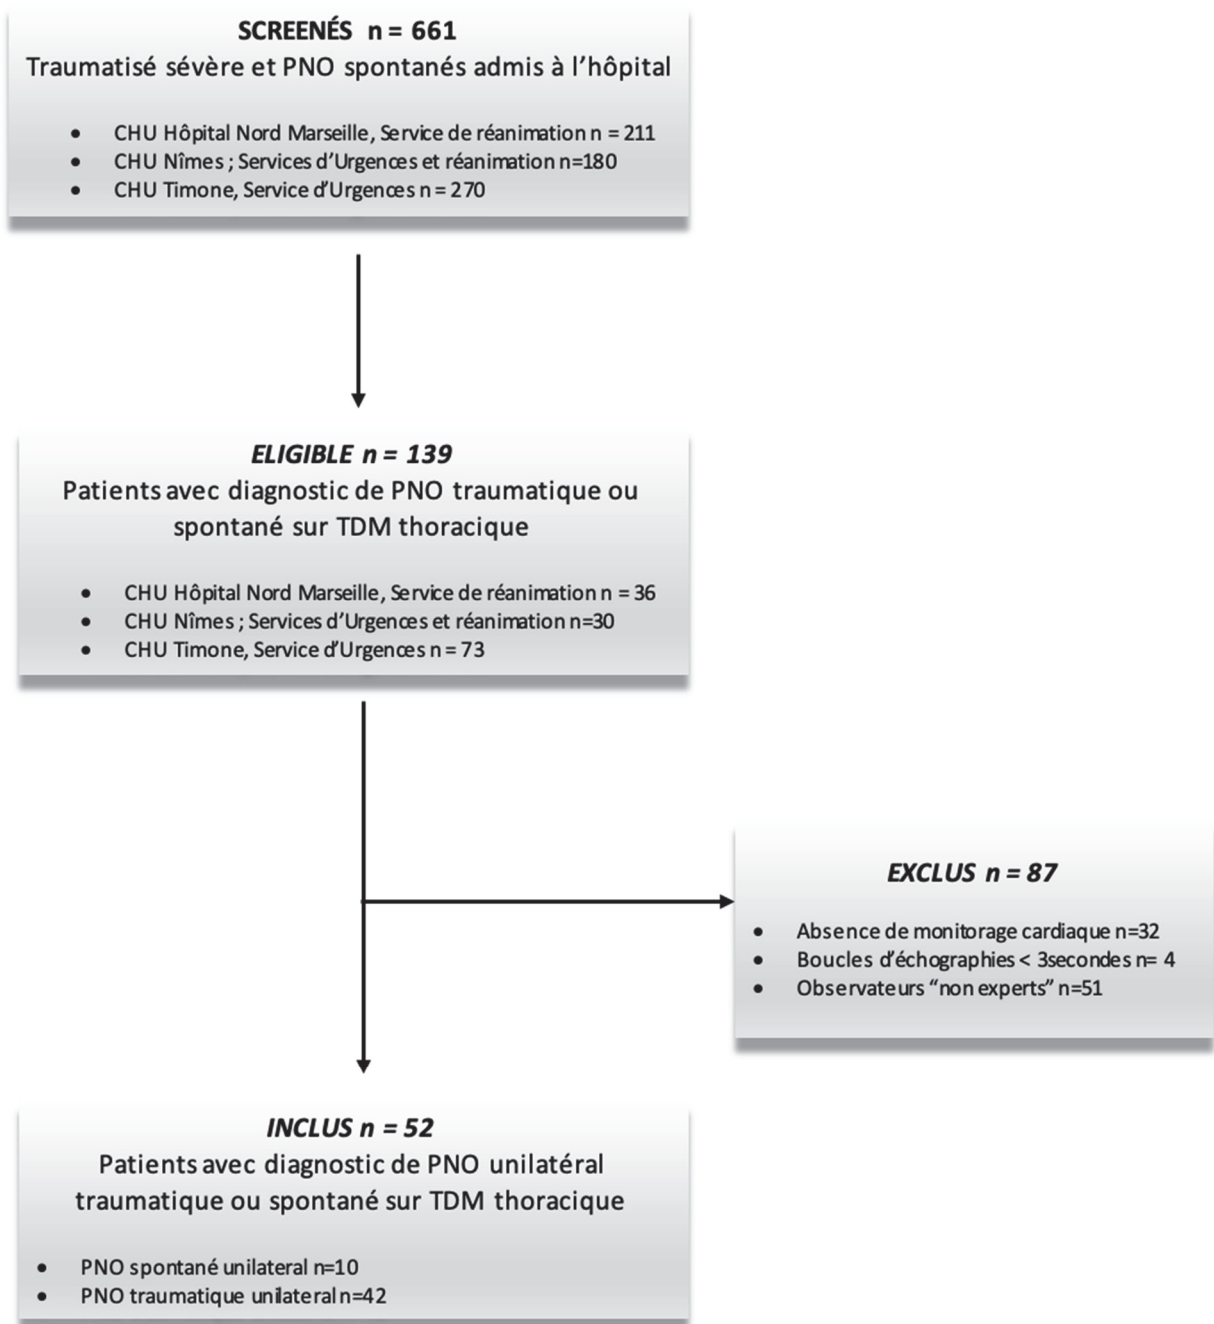 SCREENÉS n = 661
Traumatisé sévère et PNO spontanés admis à l'hôpital
• CHU Hôpital Nord Marseille, Service de réanimation n = 211
• CHU Nîmes ; Services d'Urgences et réanimation n=180
• CHU Timone, Service d'Urgences n = 270
ELIGIBLE n = 139
Patients avec diagnostic de PNO traumatique ou
spontané sur TDM thoracique
• CHU Hôpital Nord Marseille, Service de réanimation n = 36
• CHU Nîmes ; Services d'Urgences et réanimation n=30
• CHU Timone, Service d'Urgences n = 73
EXCLUS n = 87
• Absence de monitorage cardiaque n=32
• Boucles d'échographies < 3secondes n= 4
• Observateurs "non experts" n=51
INCLUS n = 52
Patients avec diagnostic de PNO unilatéral
traumatique ou spontané sur TDM thoracique
• PNO spontané unilateral n=10
• PNO traumatique unilateral n=42